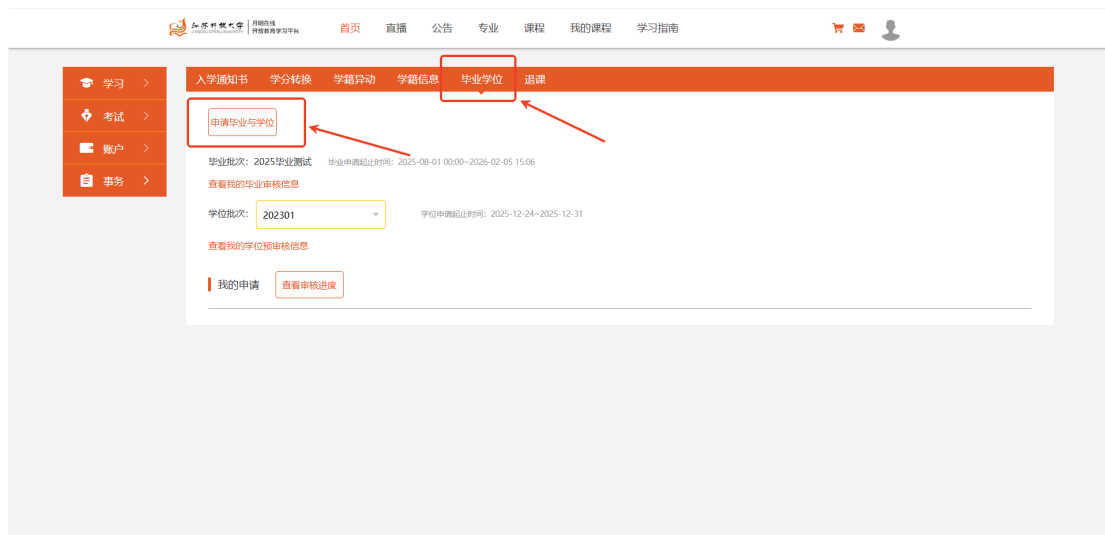 江苏开放大学 月明在线
JIANGSU OPEN UNIVERSITY 开放教育学习平台
首页 直播 公告 专业 课程 我的课程 学习指南
学习
考试
账户
事务
入学通知书 学分转换 学籍异动 学籍信息 毕业学位 退课
申请毕业与学位
毕业批次：2025毕业测试 毕业申请起止时间：2025-08-01 00:00~2026-02-05 15:06
查看我的毕业审核信息
学位批次： 202301 学位申请起止时间：2025-12-24~2025-12-31
查看我的学位预审核信息
我的申请 查看审核进度